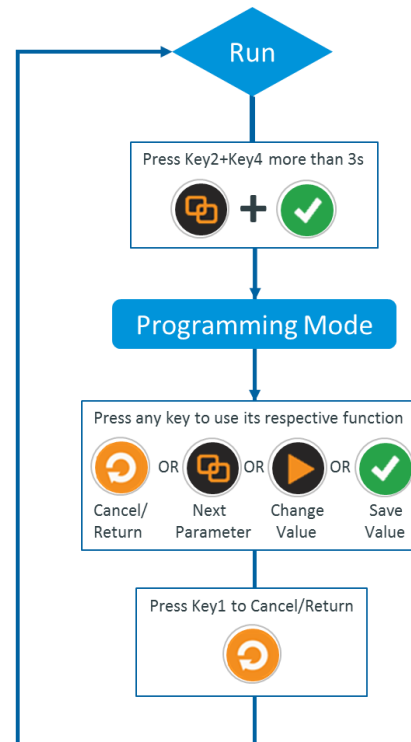 Run
Press Key2+Key4 more than 3s
+
Programming Mode
Press any key to use its respective function
OR OR OR
Cancel/ Next Change Save
Return Parameter Value Value
Press Key1 to Cancel/Return